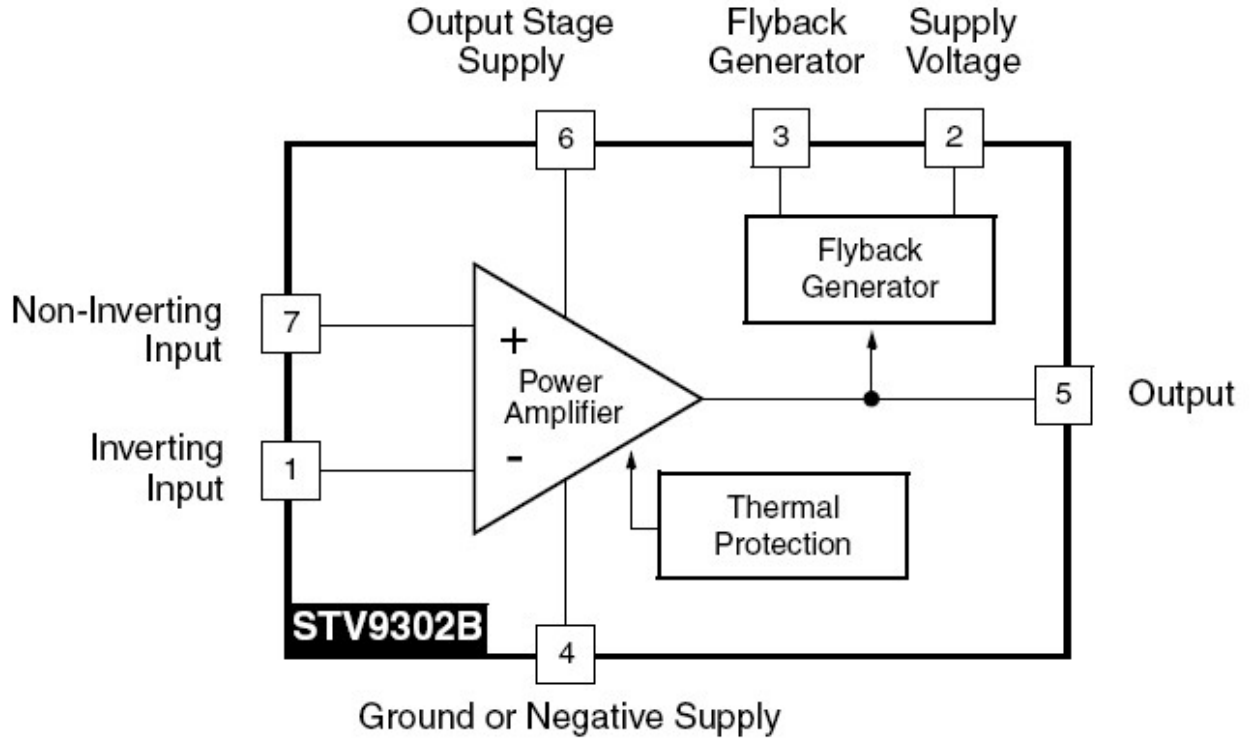 Output Stage
Supply
Flyback
Generator
Supply
Voltage
6
3
2
Flyback
Generator
Non-Inverting
Input
7
+
Power
Amplifier
5
Output
Inverting
Input
1
-
Thermal
Protection
STV9302B
4
Ground or Negative Supply